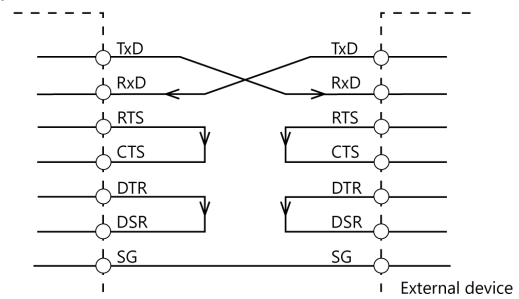 TxD TxD
RxD RxD
RTS RTS
CTS CTS
DTR DTR
DSR DSR
SG SG
External device